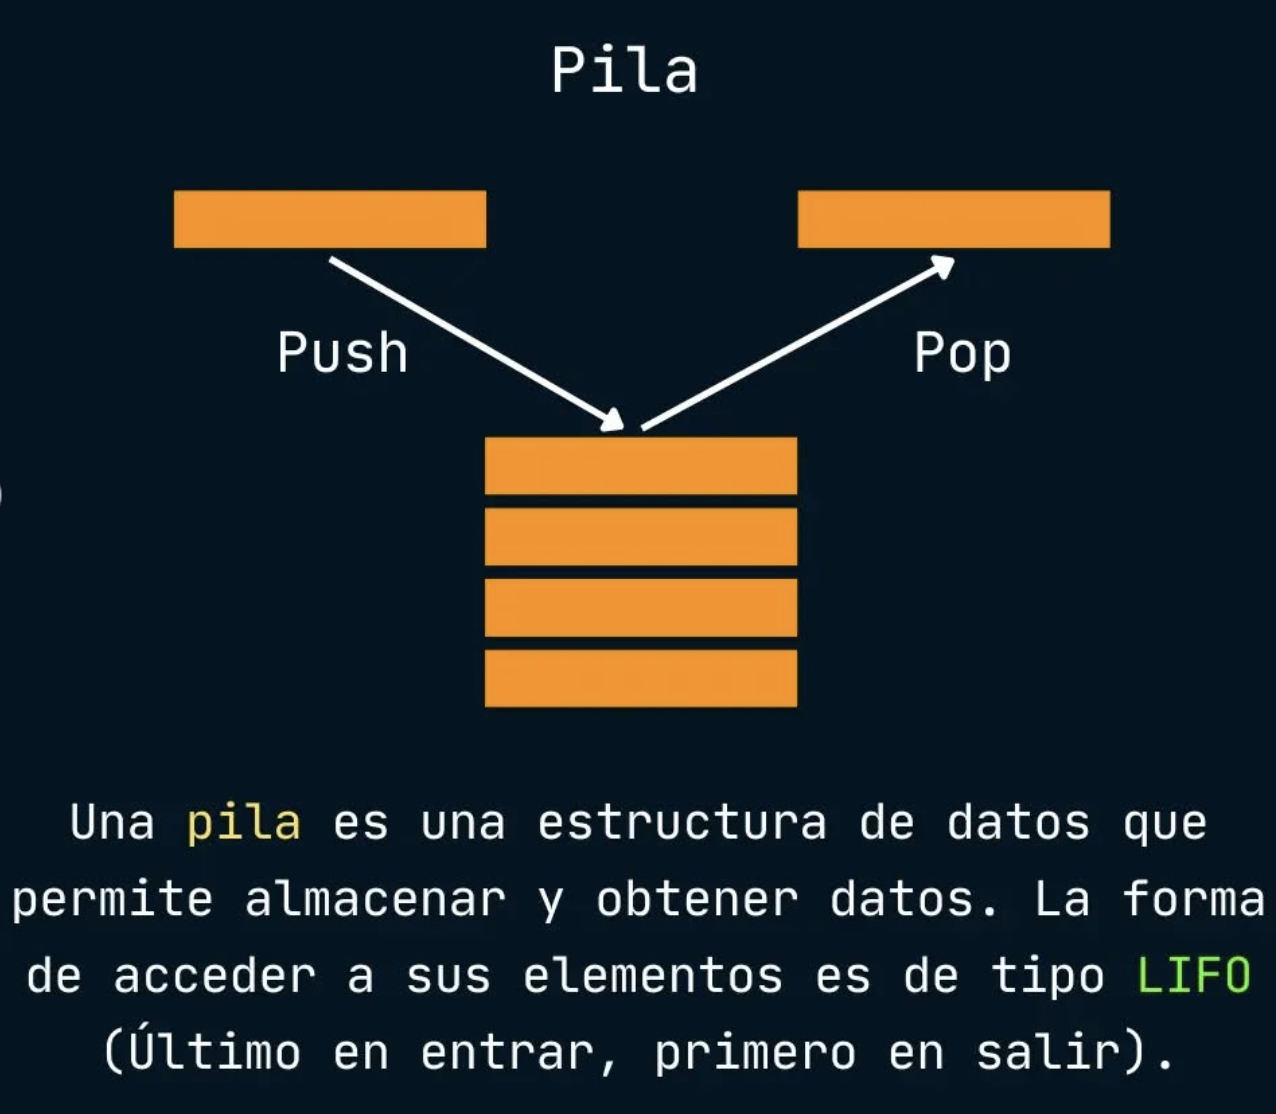 Pila
Push
Pop
Una pila es una estructura de datos que
permite almacenar y obtener datos. La forma
de acceder a sus elementos es de tipo LIFO
(Último en entrar, primero en salir).